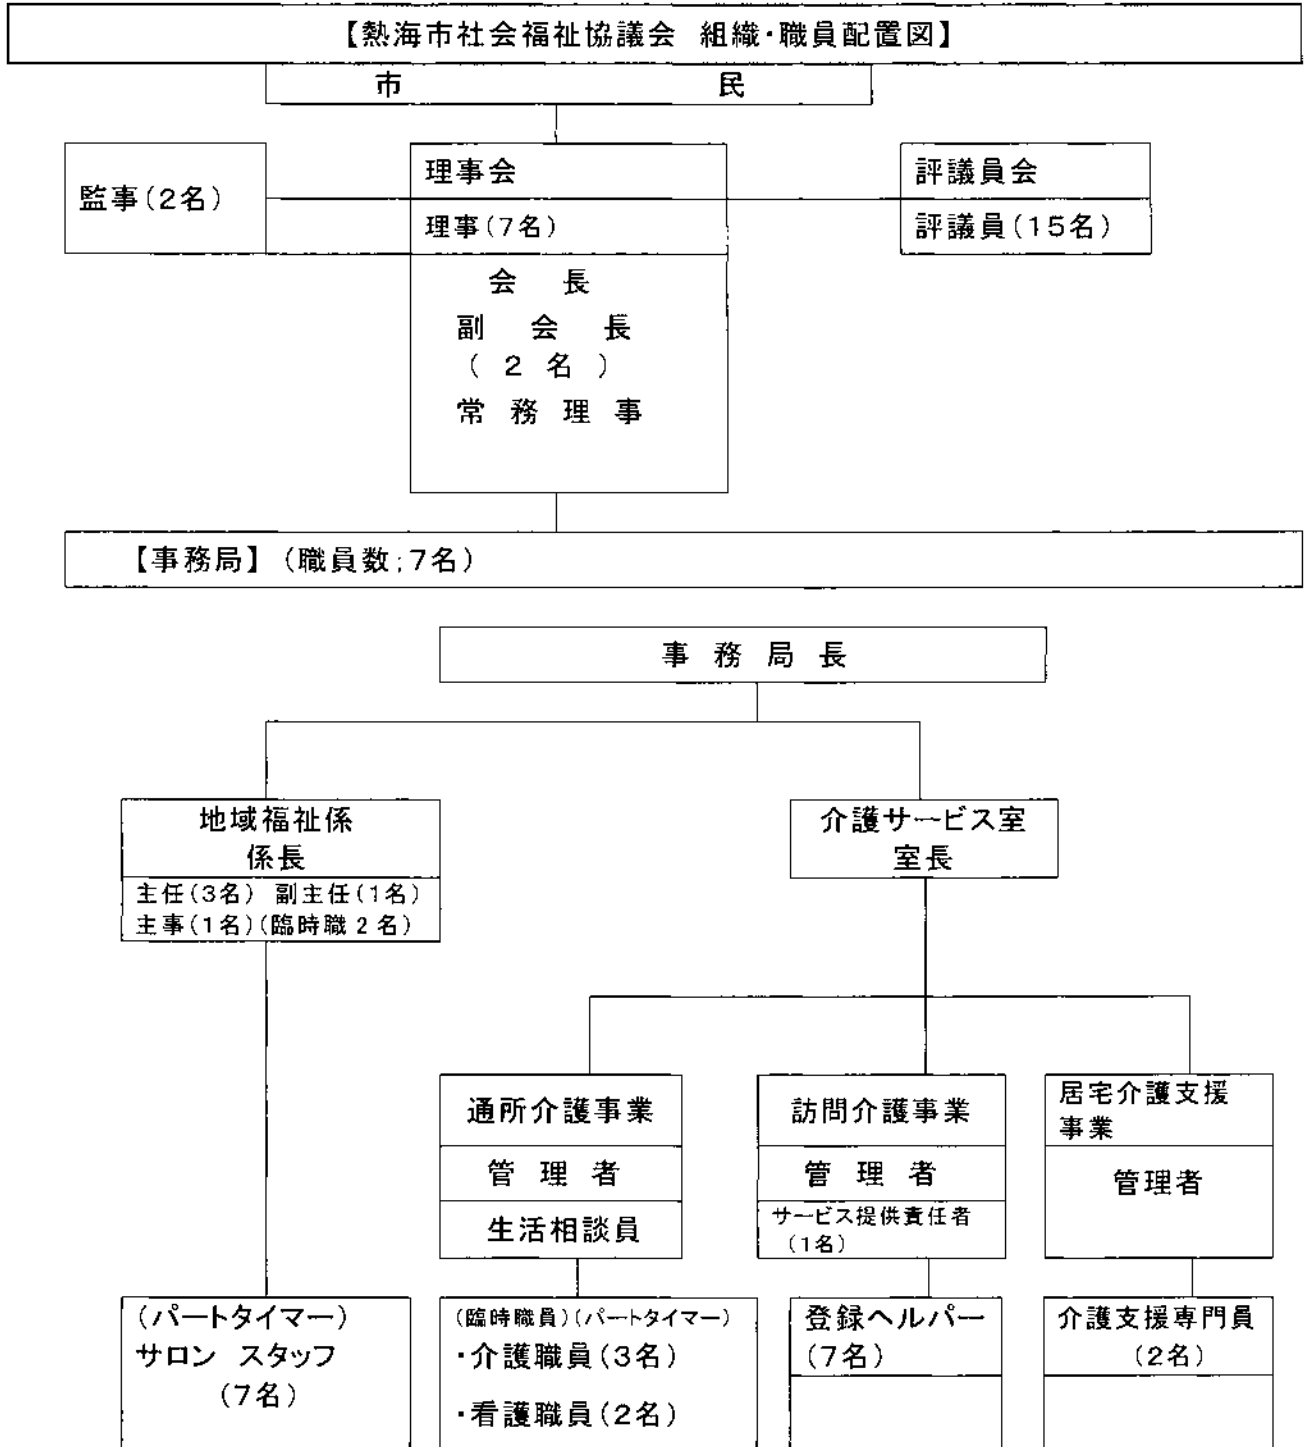 【熱海市社会福祉協議会 組織・職員配置図】
市 民
監事(2名)
理事会
理事(7名)
会 長
副 会 長
( 2 名 )
常 務 理 事
評議員会
評議員(15名)
【事務局】(職員数;7名)
事 務 局 長
地域福祉係
係長
主任(3名) 副主任(1名)
主事(1名)(臨時職2名)
介護サービス室
室長
通所介護事業
管 理 者
生活相談員
訪問介護事業
管 理 者
サービス提供責任者
(1名)
居宅介護支援
事業
管理者
(パートタイマー)
サロン スタッフ
(7名)
(臨時職員)(パートタイマー)
・介護職員(3名)
・看護職員(2名)
登録ヘルパー
(7名)
介護支援専門員
(2名)